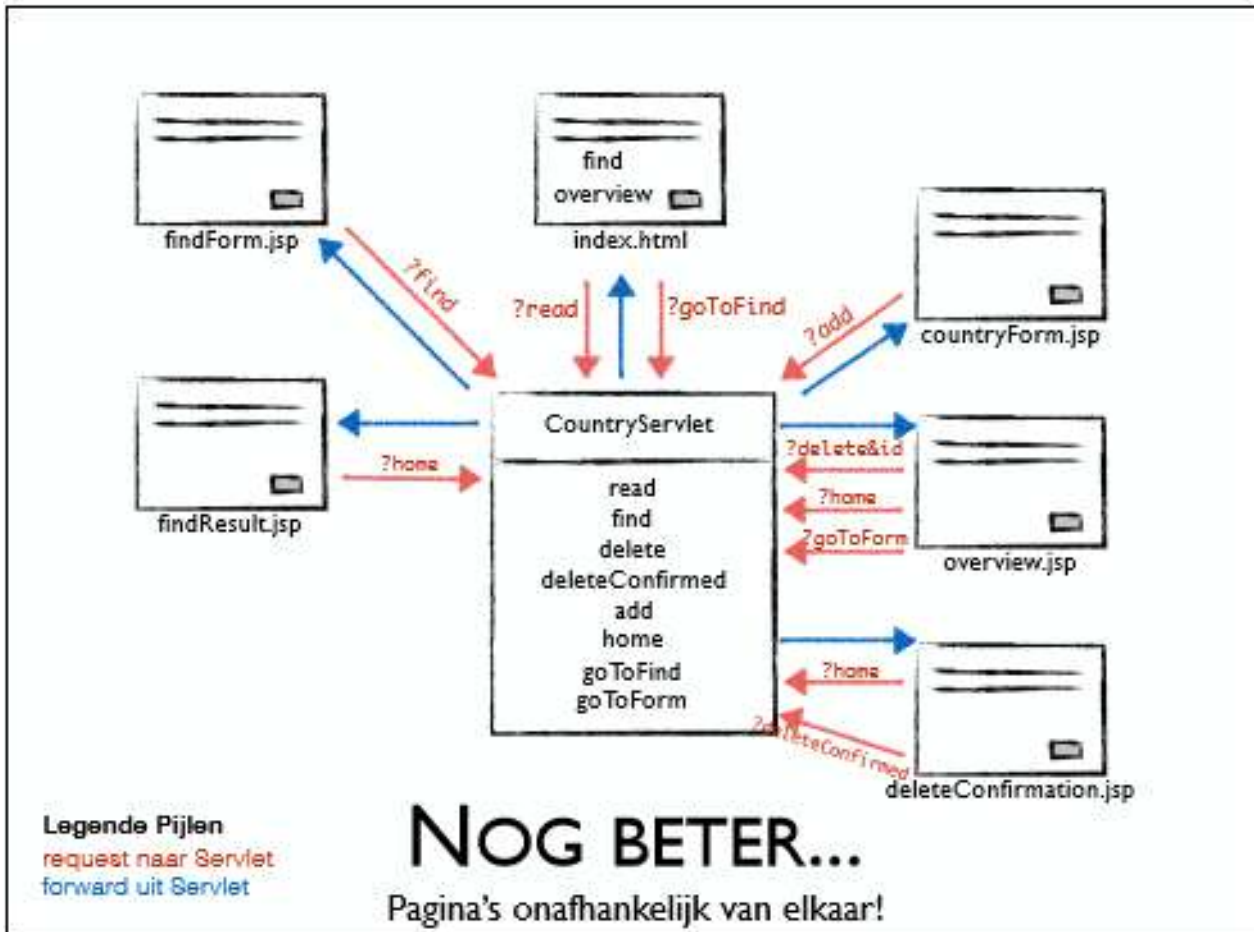 find
overview
findForm.jsp
index.html
?find
?read
?goToFind
?add
countryForm.jsp
CountryServlet
?delete&id
?home
?home
read
?goToForm
findResult.jsp
find
delete
overview.jsp
deleteConfirmed
add
home
goToFind
?home
goToForm
?deleteConfirmed
deleteConfirmation.jsp
Legende Pijlen
request naar Servlet
forward uit Servlet
NOG BETER...
Pagina's onafhankelijk van elkaar!